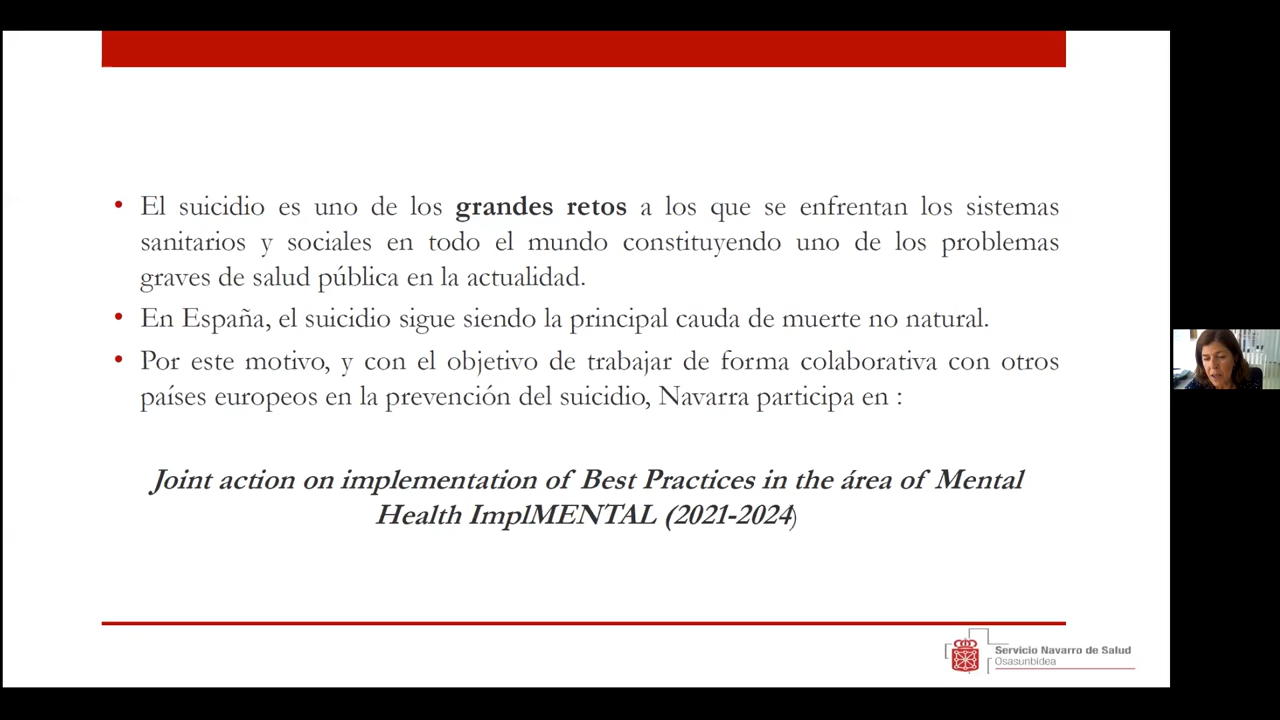 • El suicidio es uno de los grandes retos a los que se enfrentan los sistemas
sanitarios y sociales en todo el mundo constituyendo uno de los problemas
graves de salud pública en la actualidad.
• En España, el suicidio sigue siendo la principal cauda de muerte no natural.
• Por este motivo, y con el objetivo de trabajar de forma colaborativa con otros
países europeos en la prevención del suicidio, Navarra participa en :
Joint action on implementation of Best Practices in the área of Mental
Health ImplMENTAL (2021-2024)
Servicio Navarro de Salud
Osasunbidea